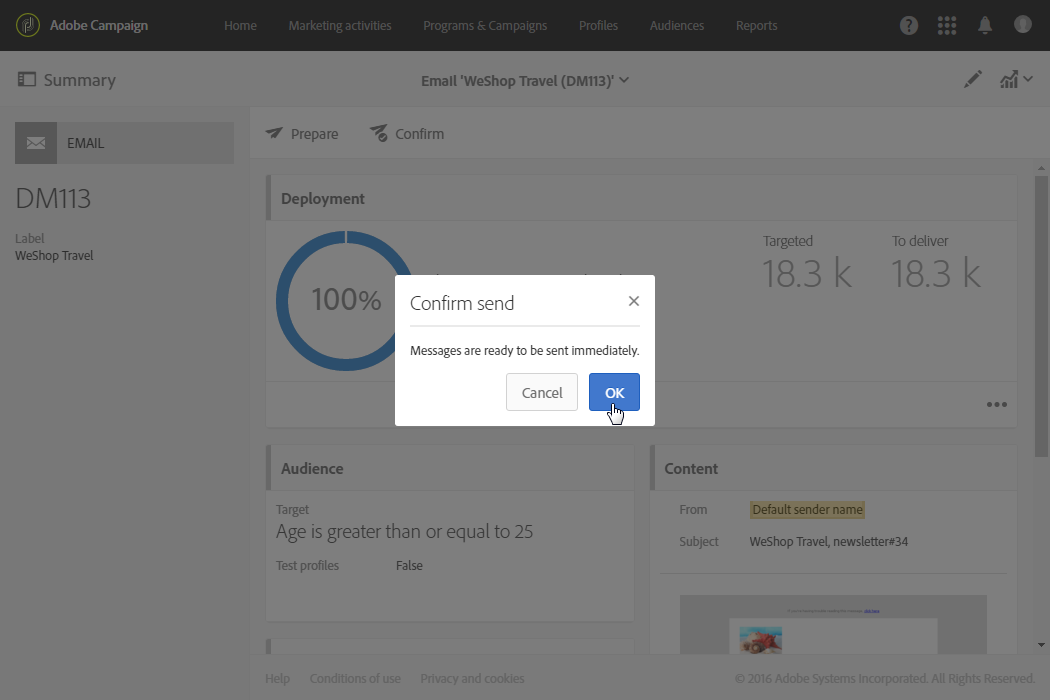 Adobe Campaign
Home
Marketing activities
Programs & Campaigns
Profiles
Audiences
Reports
?
Summary
Email 'WeShop Travel (DM113)'
EMAIL
DM113
Label
WeShop Travel
Prepare
Confirm
Deployment
100%
Targeted
18.3 k
To deliver
18.3 k
Confirm send
Messages are ready to be sent immediately.
Cancel
OK
Audience
Target
Age is greater than or equal to 25
Test profiles False
Content
From Default sender name
Subject WeShop Travel, newsletter#34
Help
Conditions of use
Privacy and cookies
© 2016 Adobe Systems Incorporated. All Rights Reserved.